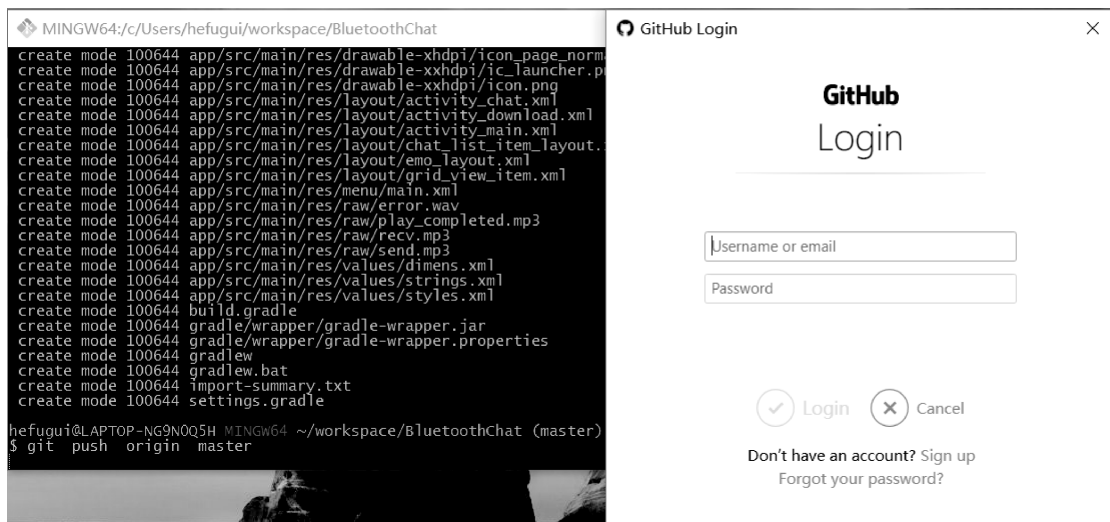 MINGW64:/c/Users/hefugui/workspace/BluetoothChat
create mode 100644 app/src/main/res/drawable-xhdpi/icon_page_norm
create mode 100644 app/src/main/res/drawable-xxhdpi/ic_launcher.pn
create mode 100644 app/src/main/res/drawable-xxhdpi/icon.png
create mode 100644 app/src/main/res/layout/activity_chat.xml
create mode 100644 app/src/main/res/layout/activity_download.xml
create mode 100644 app/src/main/res/layout/activity_main.xml
create mode 100644 app/src/main/res/layout/chat_list_item_layout.
create mode 100644 app/src/main/res/layout/emo_layout.xml
create mode 100644 app/src/main/res/layout/grid_view_item.xml
create mode 100644 app/src/main/res/menu/main.xml
create mode 100644 app/src/main/res/raw/error.wav
create mode 100644 app/src/main/res/raw/play_completed.mp3
create mode 100644 app/src/main/res/raw/recv.mp3
create mode 100644 app/src/main/res/raw/send.mp3
create mode 100644 app/src/main/res/values/dimens.xml
create mode 100644 app/src/main/res/values/strings.xml
create mode 100644 app/src/main/res/values/styles.xml
create mode 100644 build.gradle
create mode 100644 gradle/wrapper/gradle-wrapper.jar
create mode 100644 gradle/wrapper/gradle-wrapper.properties
create mode 100644 gradlew
create mode 100644 gradlew.bat
create mode 100644 import-summary.txt
create mode 100644 settings.gradle
hefugui@LAPTOP-NG9N0Q5H MINGW64 ~/workspace/BluetoothChat (master)
$ git push origin master
GitHub Login
GitHub
Login
Username or email
Password
Login
Cancel
Don't have an account? Sign up
Forgot your password?